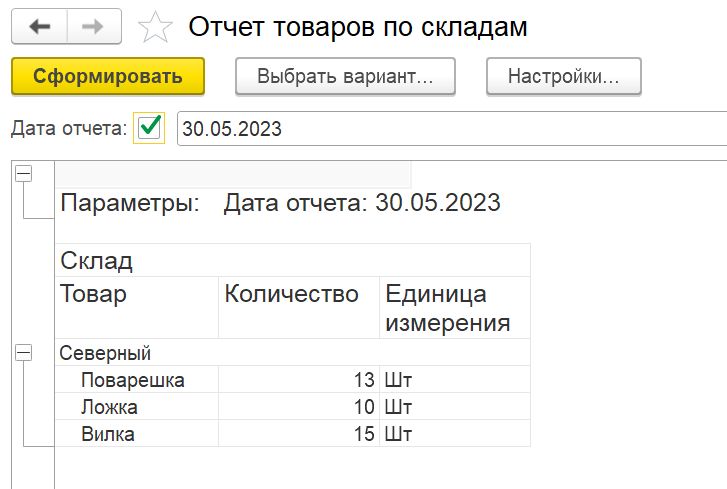 Отчет товаров по складам
Сформировать Выбрать вариант... Настройки...
Дата отчета: 30.05.2023
Параметры: Дата отчета: 30.05.2023
Склад
Товар Количество Единица
измерения
Северный
Поварешка 13 Шт
Ложка 10 Шт
Вилка 15 Шт